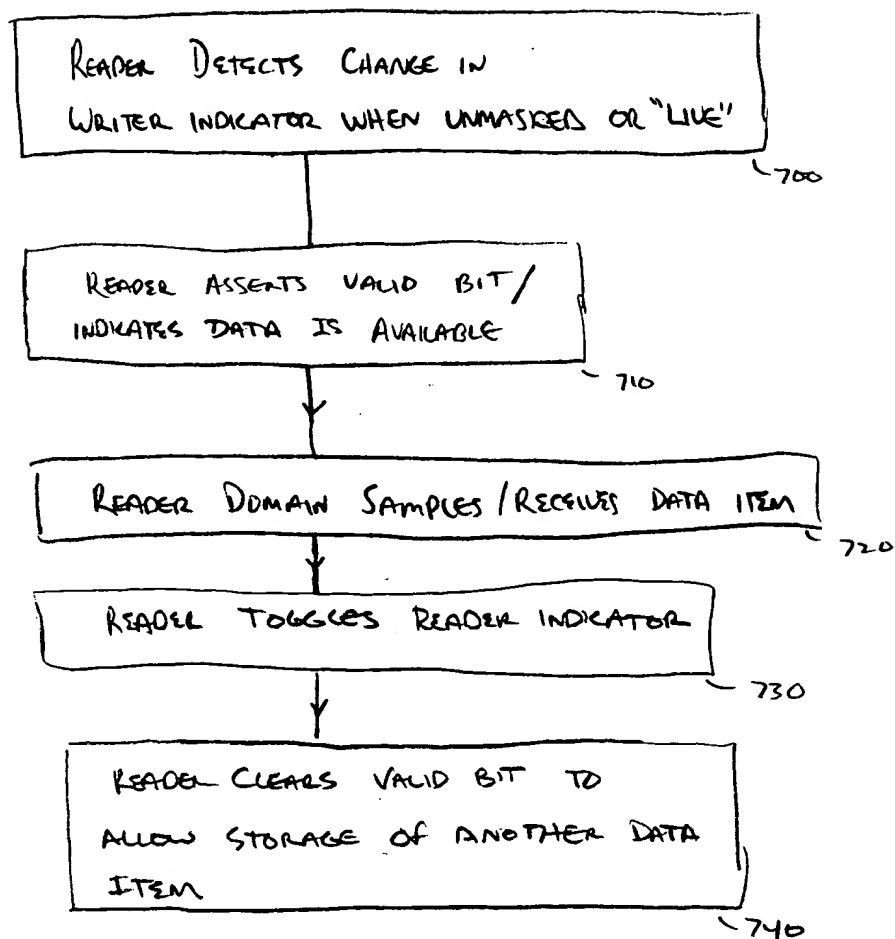 READER DETECTS CHANGE IN
WRITER INDICATOR WHEN UNMASKED OR "LIVE"
700
READER ASSERTS VALID BIT/
INDICATES DATA IS AVAILABLE
710
READER DOMAIN SAMPLES/RECEIVES DATA ITEM
720
READER TOGGLES READER INDICATOR
730
READER CLEARS VALID BIT TO
ALLOW STORAGE OF ANOTHER DATA
ITEM
740